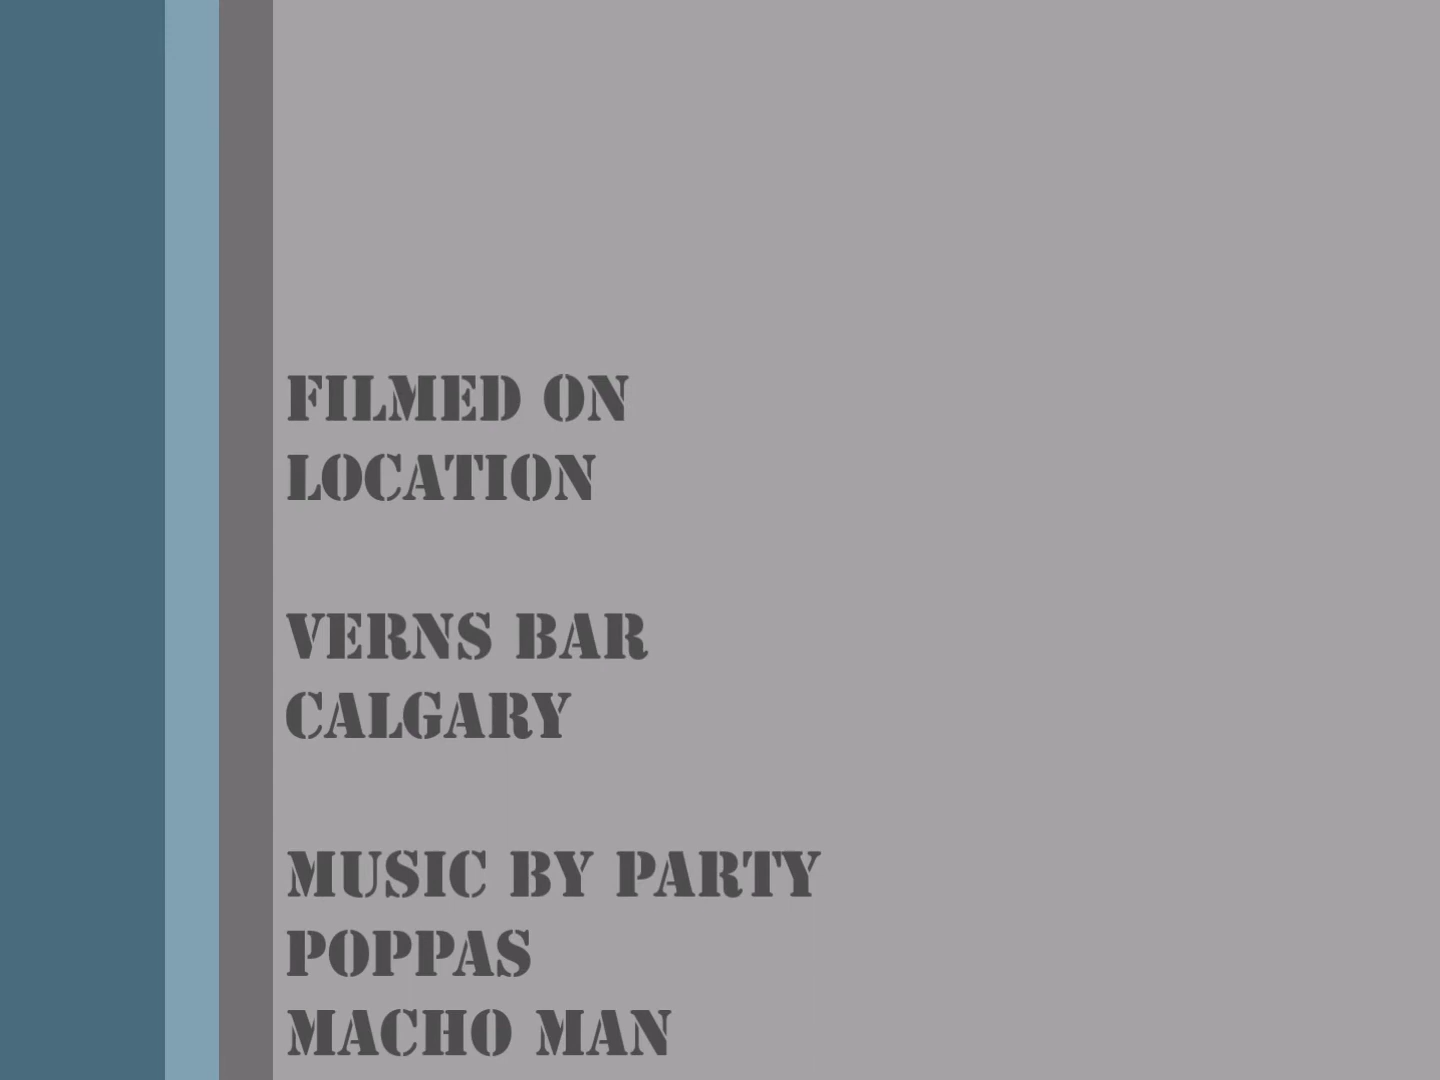 FILMED ON
LOCATION
VERNS BAR
CALGARY
MUSIC BY PARTY
POPPAS
MACHO MAN